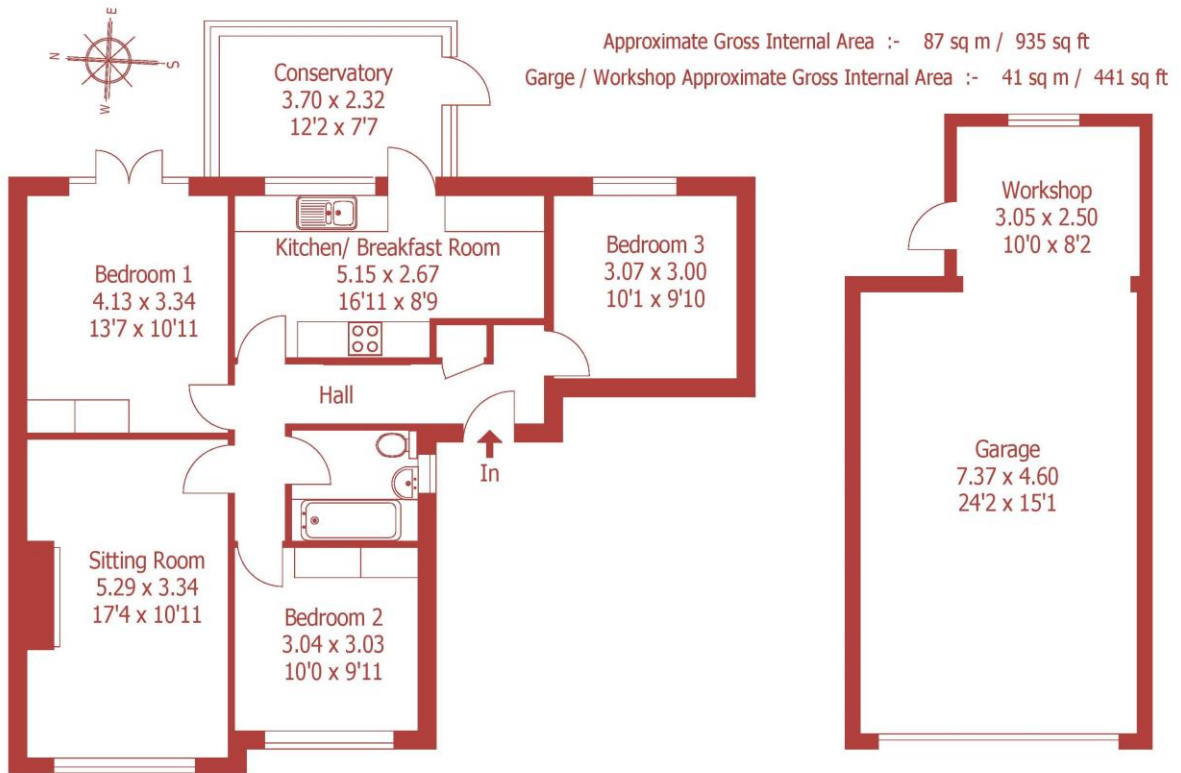 E
N
S
W
Approximate Gross Internal Area :- 87 sq m / 935 sq ft
Garge / Workshop Approximate Gross Internal Area :- 41 sq m / 441 sq ft
Conservatory
3.70 x 2.32
12'2 x 7'7
Bedroom 1
4.13 x 3.34
13'7 x 10'11
Kitchen/ Breakfast Room
5.15 x 2.67
16'11 x 8'9
Bedroom 3
3.07 x 3.00
10'1 x 9'10
Workshop
3.05 x 2.50
10'0 x 8'2
Hall
In
Sitting Room
5.29 x 3.34
17'4 x 10'11
Bedroom 2
3.04 x 3.03
10'0 x 9'11
Garage
7.37 x 4.60
24'2 x 15'1